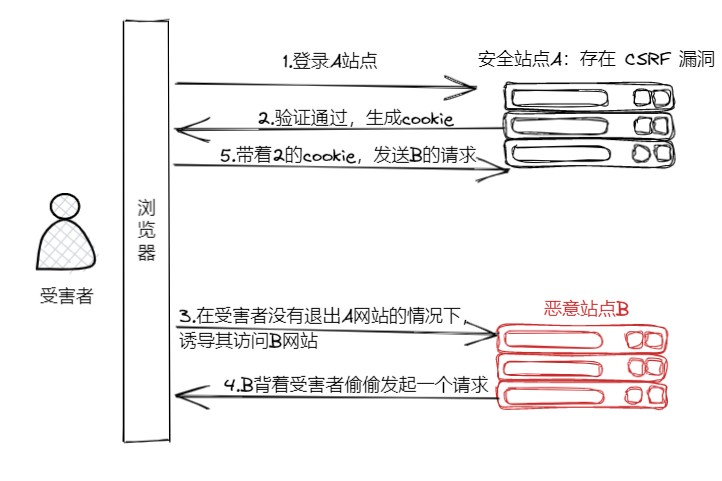 1.登录A站点
安全站点A：存在 CSRF 漏洞
2.验证通过，生成cookie
5.带着2的cookie，发送B的请求
浏
览
器
受害者
恶意站点B
3.在受害者没有退出A网站的情况下，
诱导其访问B网站
4.B背着受害者偷偷发起一个请求